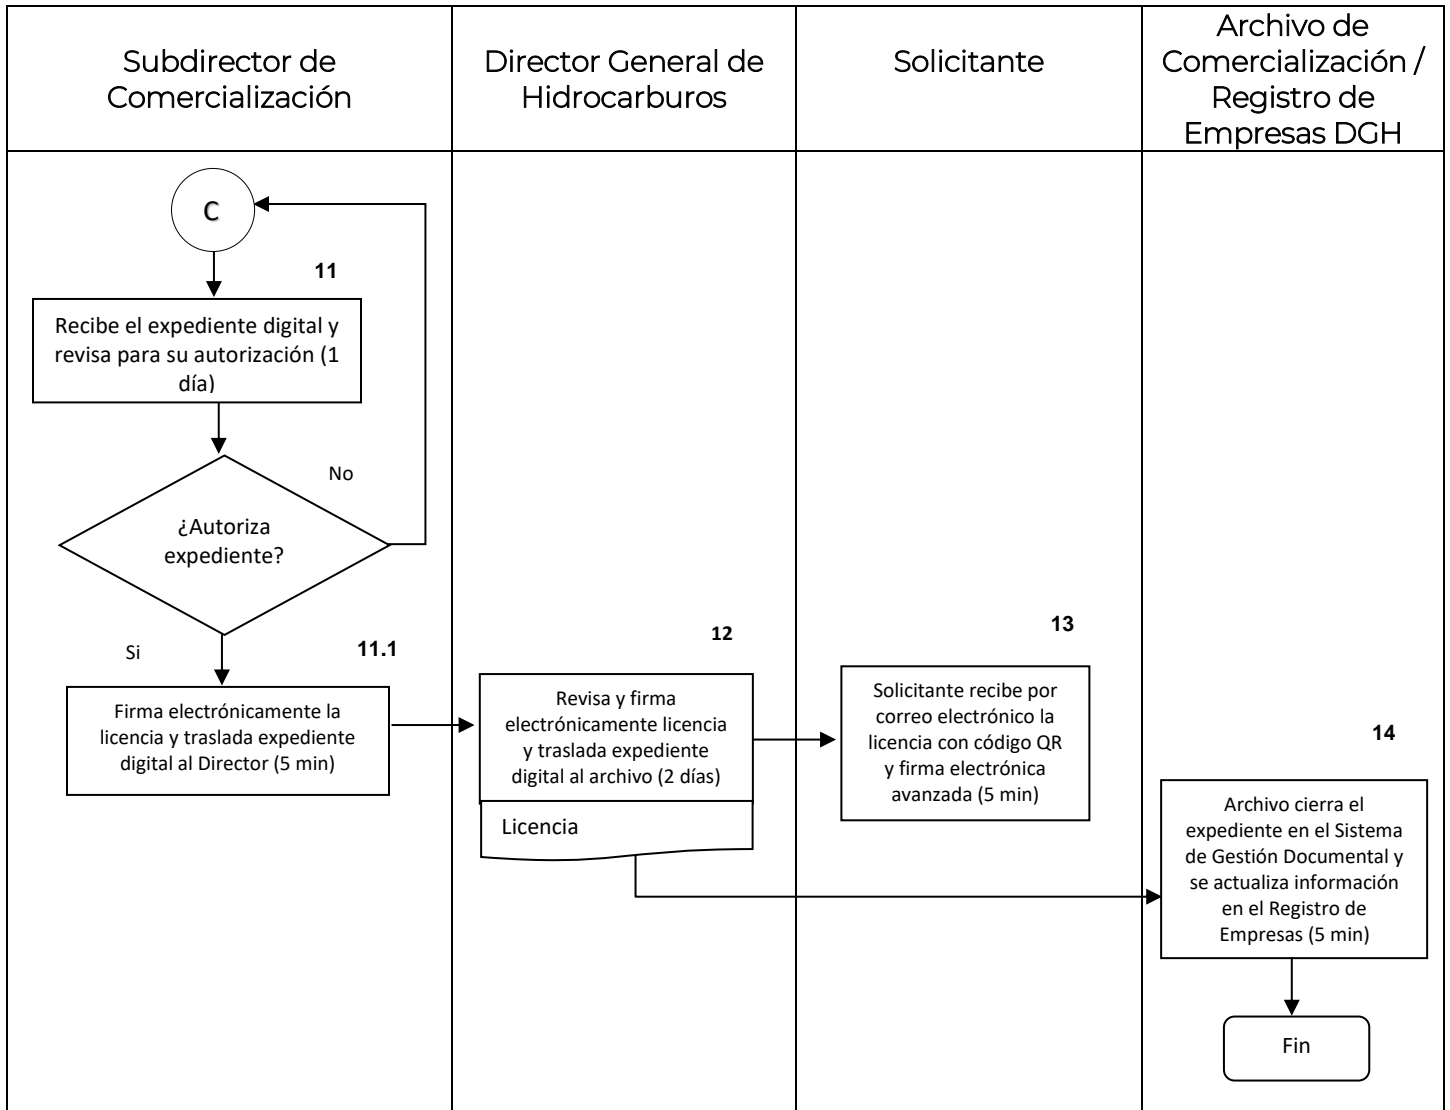 Subdirector de
Comercialización
Director General de
Hidrocarburos
Solicitante
Archivo de
Comercialización /
Registro de
Empresas DGH
C
11
Recibe el expediente digital y
revisa para su autorización (1
día)
No
¿Autoriza
expediente?
Si
11.1
Firma electrónicamente la
licencia y traslada expediente
digital al Director (5 min)
12
Revisa y firma
electrónicamente licencia
y traslada expediente
digital al archivo (2 días)
Licencia
13
Solicitante recibe por
correo electrónico la
licencia con código QR
y firma electrónica
avanzada (5 min)
14
Archivo cierra el
expediente en el Sistema
de Gestión Documental y
se actualiza información
en el Registro de
Empresas (5 min)
Fin